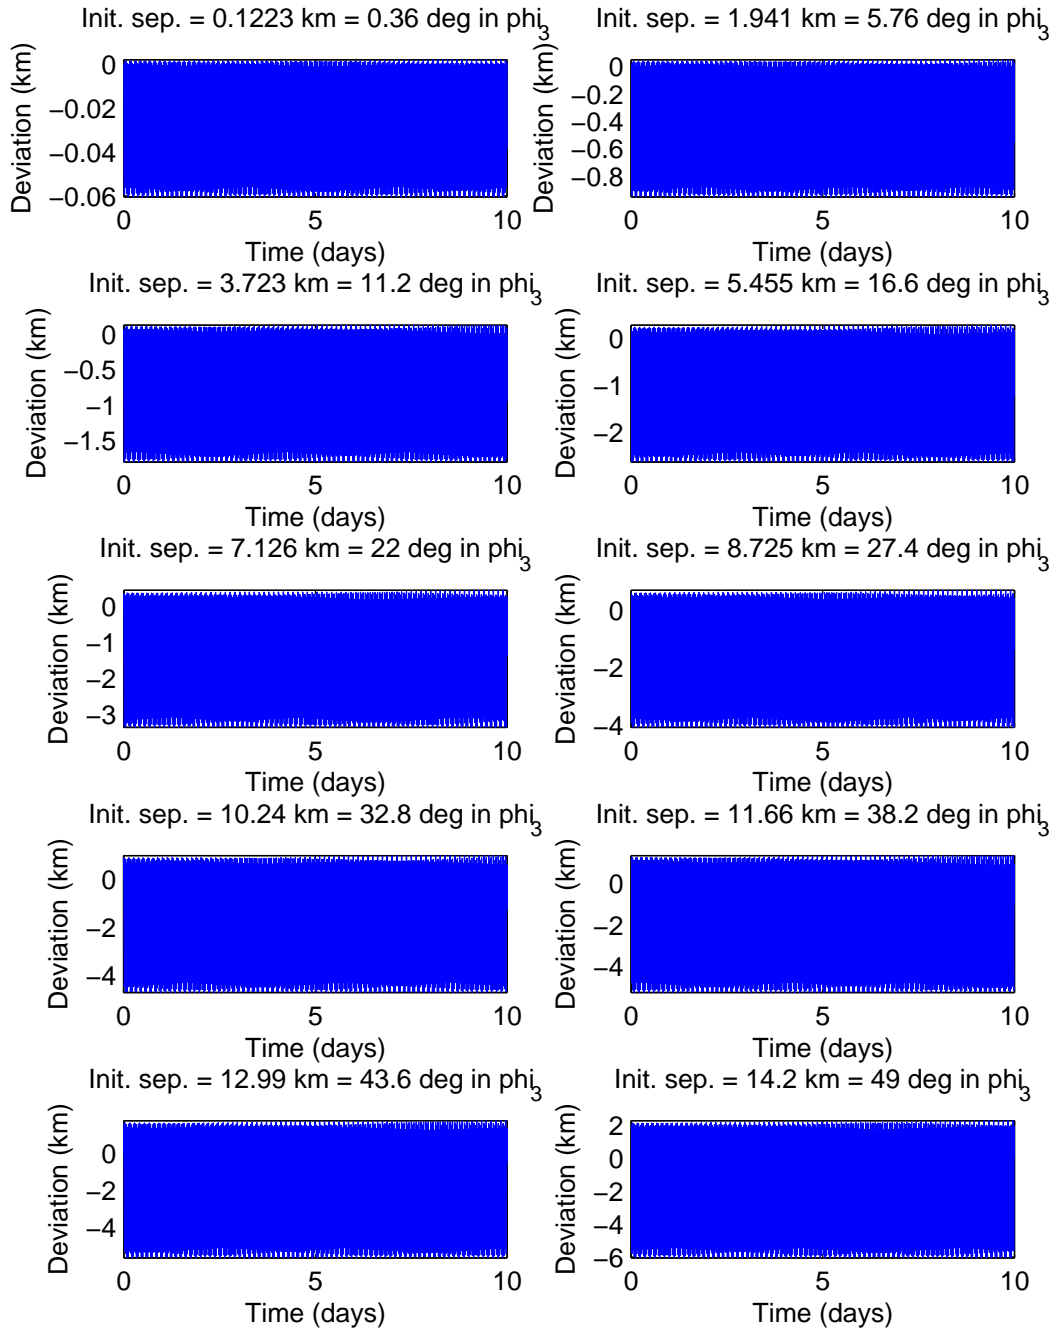 Init. sep. = 0.1223 km = 0.36 deg in phi3
Deviation (km)
0
−0.02
−0.04
−0.06
0 5 10
Time (days)
Init. sep. = 1.941 km = 5.76 deg in phi3
Deviation (km)
0
−0.2
−0.4
−0.6
−0.8
0 5 10
Time (days)
Init. sep. = 3.723 km = 11.2 deg in phi3
Deviation (km)
0
−0.5
−1
−1.5
0 5 10
Time (days)
Init. sep. = 5.455 km = 16.6 deg in phi3
Deviation (km)
0
−1
−2
0 5 10
Time (days)
Init. sep. = 7.126 km = 22 deg in phi3
Deviation (km)
0
−1
−2
−3
0 5 10
Time (days)
Init. sep. = 8.725 km = 27.4 deg in phi3
Deviation (km)
0
−2
−4
0 5 10
Time (days)
Init. sep. = 10.24 km = 32.8 deg in phi3
Deviation (km)
0
−2
−4
0 5 10
Time (days)
Init. sep. = 11.66 km = 38.2 deg in phi3
Deviation (km)
0
−2
−4
0 5 10
Time (days)
Init. sep. = 12.99 km = 43.6 deg in phi3
Deviation (km)
0
−2
−4
0 5 10
Time (days)
Init. sep. = 14.2 km = 49 deg in phi3
Deviation (km)
2
0
−2
−4
−6
0 5 10
Time (days)